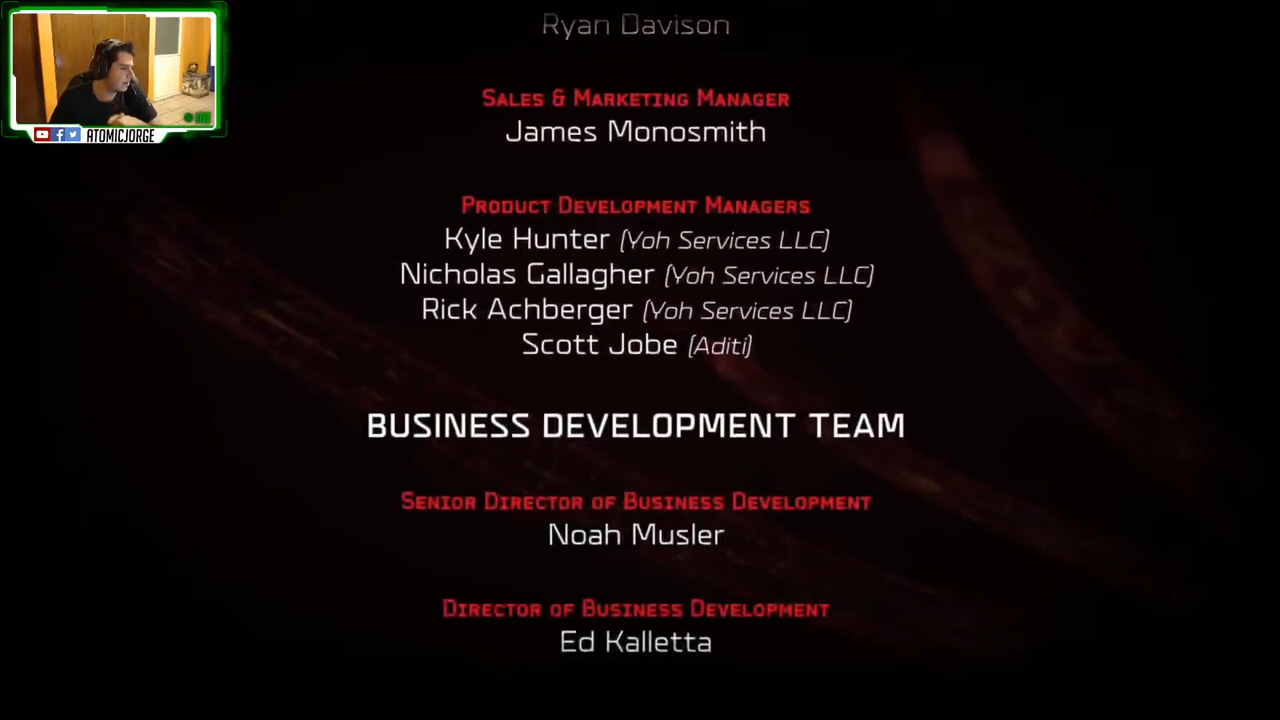 Ryan Davison
SALES & MARKETING MANAGER
James Monosmith
PRODUCT DEVELOPMENT MANAGERS
Kyle Hunter (Yoh Services LLC)
Nicholas Gallagher (Yoh Services LLC)
Rick Achberger (Yoh Services LLC)
Scott Jobe (Aditi)
BUSINESS DEVELOPMENT TEAM
SENIOR DIRECTOR OF BUSINESS DEVELOPMENT
Noah Musler
DIRECTOR OF BUSINESS DEVELOPMENT
Ed Kalletta
ATOMICJORGE